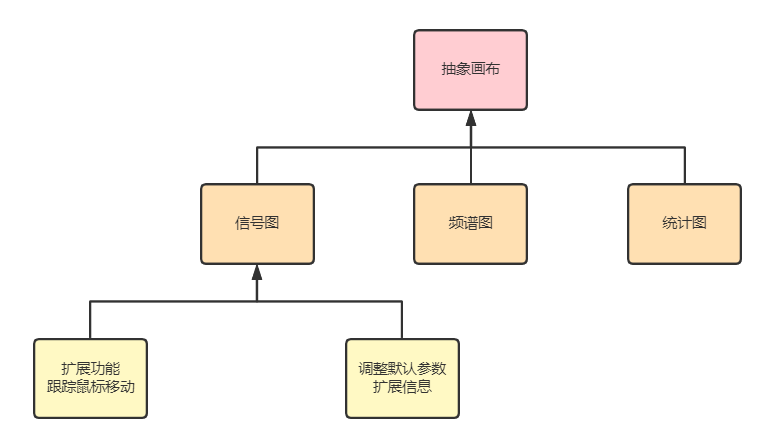 抽象画布
信号图
频谱图
统计图
扩展功能
跟踪鼠标移动
调整默认参数
扩展信息